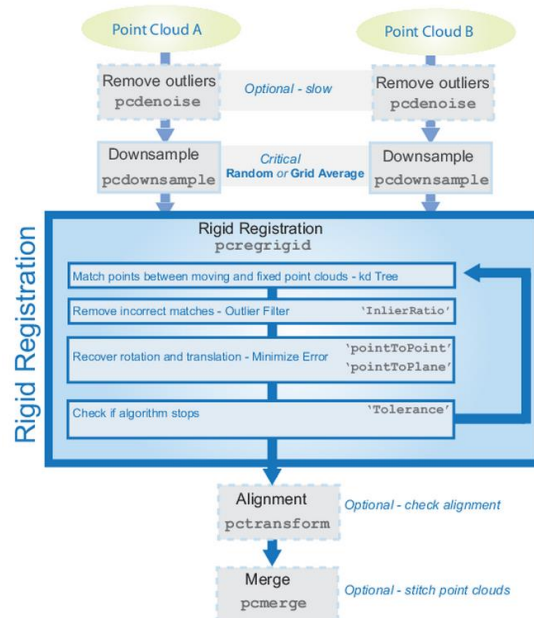 Point Cloud A
Point Cloud B
Remove outliers
pcdenoise
Optional - slow
Remove outliers
pcdenoise
Downsample
pcdownsample
Critical
Random or Grid Average
Downsample
pcdownsample
Rigid Registration
Rigid Registration
pcregrigid
Match points between moving and fixed point clouds - kd Tree
Remove incorrect matches - Outlier Filter
'InlierRatio'
Recover rotation and translation - Minimize Error
'pointToPoint'
'pointToPlane'
Check if algorithm stops
'Tolerance'
Alignment
pctransform
Optional - check alignment
Merge
pcmerge
Optional - stitch point clouds